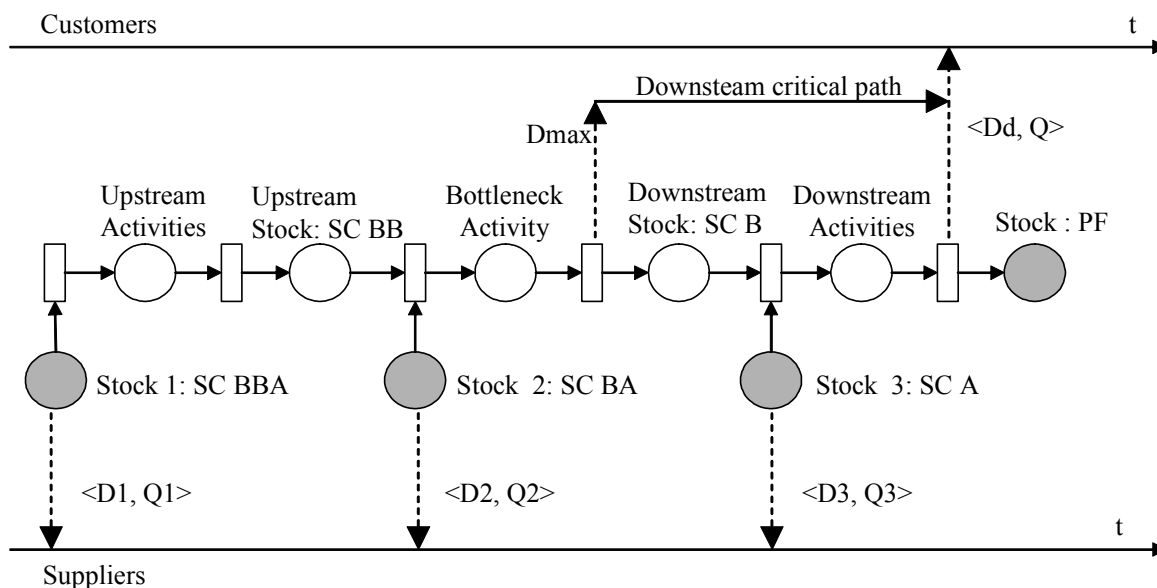 Customers
t
Downsteam critical path
Dmax
<Dd, Q>
Upstream
Activities
Upstream
Stock: SC BB
Bottleneck
Activity
Downstream
Stock: SC B
Downstream
Activities
Stock : PF
Stock 1: SC BBA
Stock 2: SC BA
Stock 3: SC A
<D1, Q1>
<D2, Q2>
<D3, Q3>
t
Suppliers